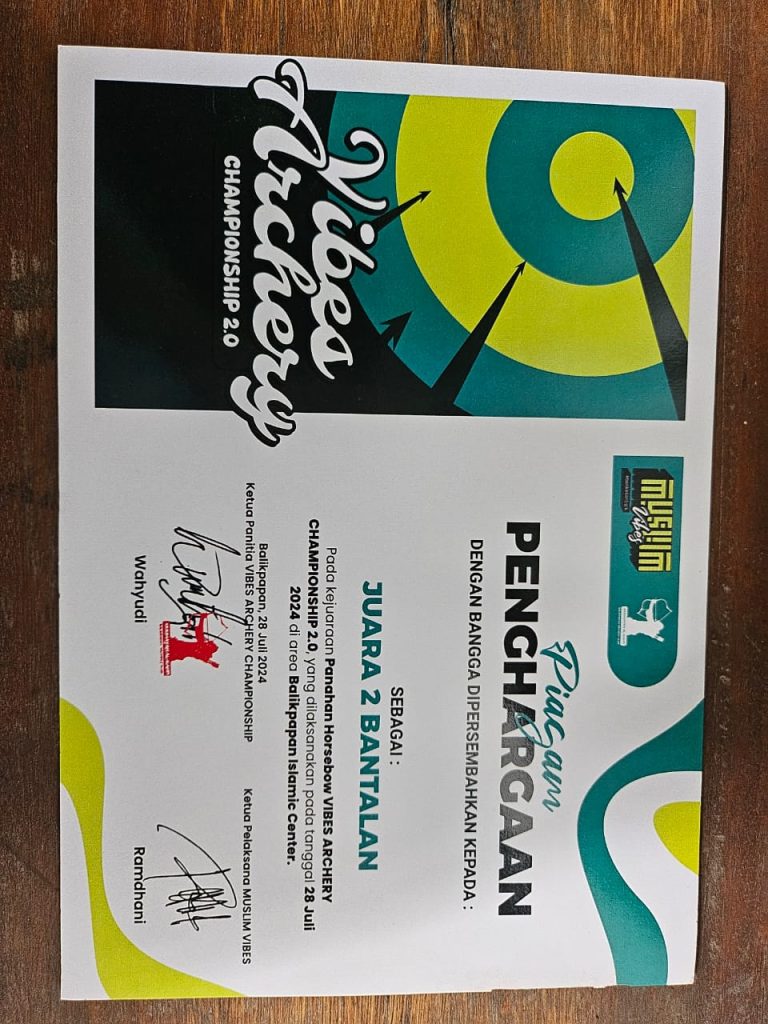 Vibes
Archery
CHAMPIONSHIP 2.0
MUSLIM
Vibes
Piagam
PENGHARGAAN
DENGAN BANGGA DIPERSEMBAHKAN KEPADA :
SEBAGAI :
JUARA 2 BANTALAN
Pada kejuaraan Panahan Horsebow VIBES ARCHERY
CHAMPIONSHIP 2.0, yang dilaksanakan pada tanggal 28 Juli
2024 di area Balikpapan Islamic Center.
Balikpapan, 28 Juli 2024
Ketua Panitia VIBES ARCHERY CHAMPIONSHIP
Wahyudi
Ketua Pelaksana MUSLIM VIBES
Ramdhani